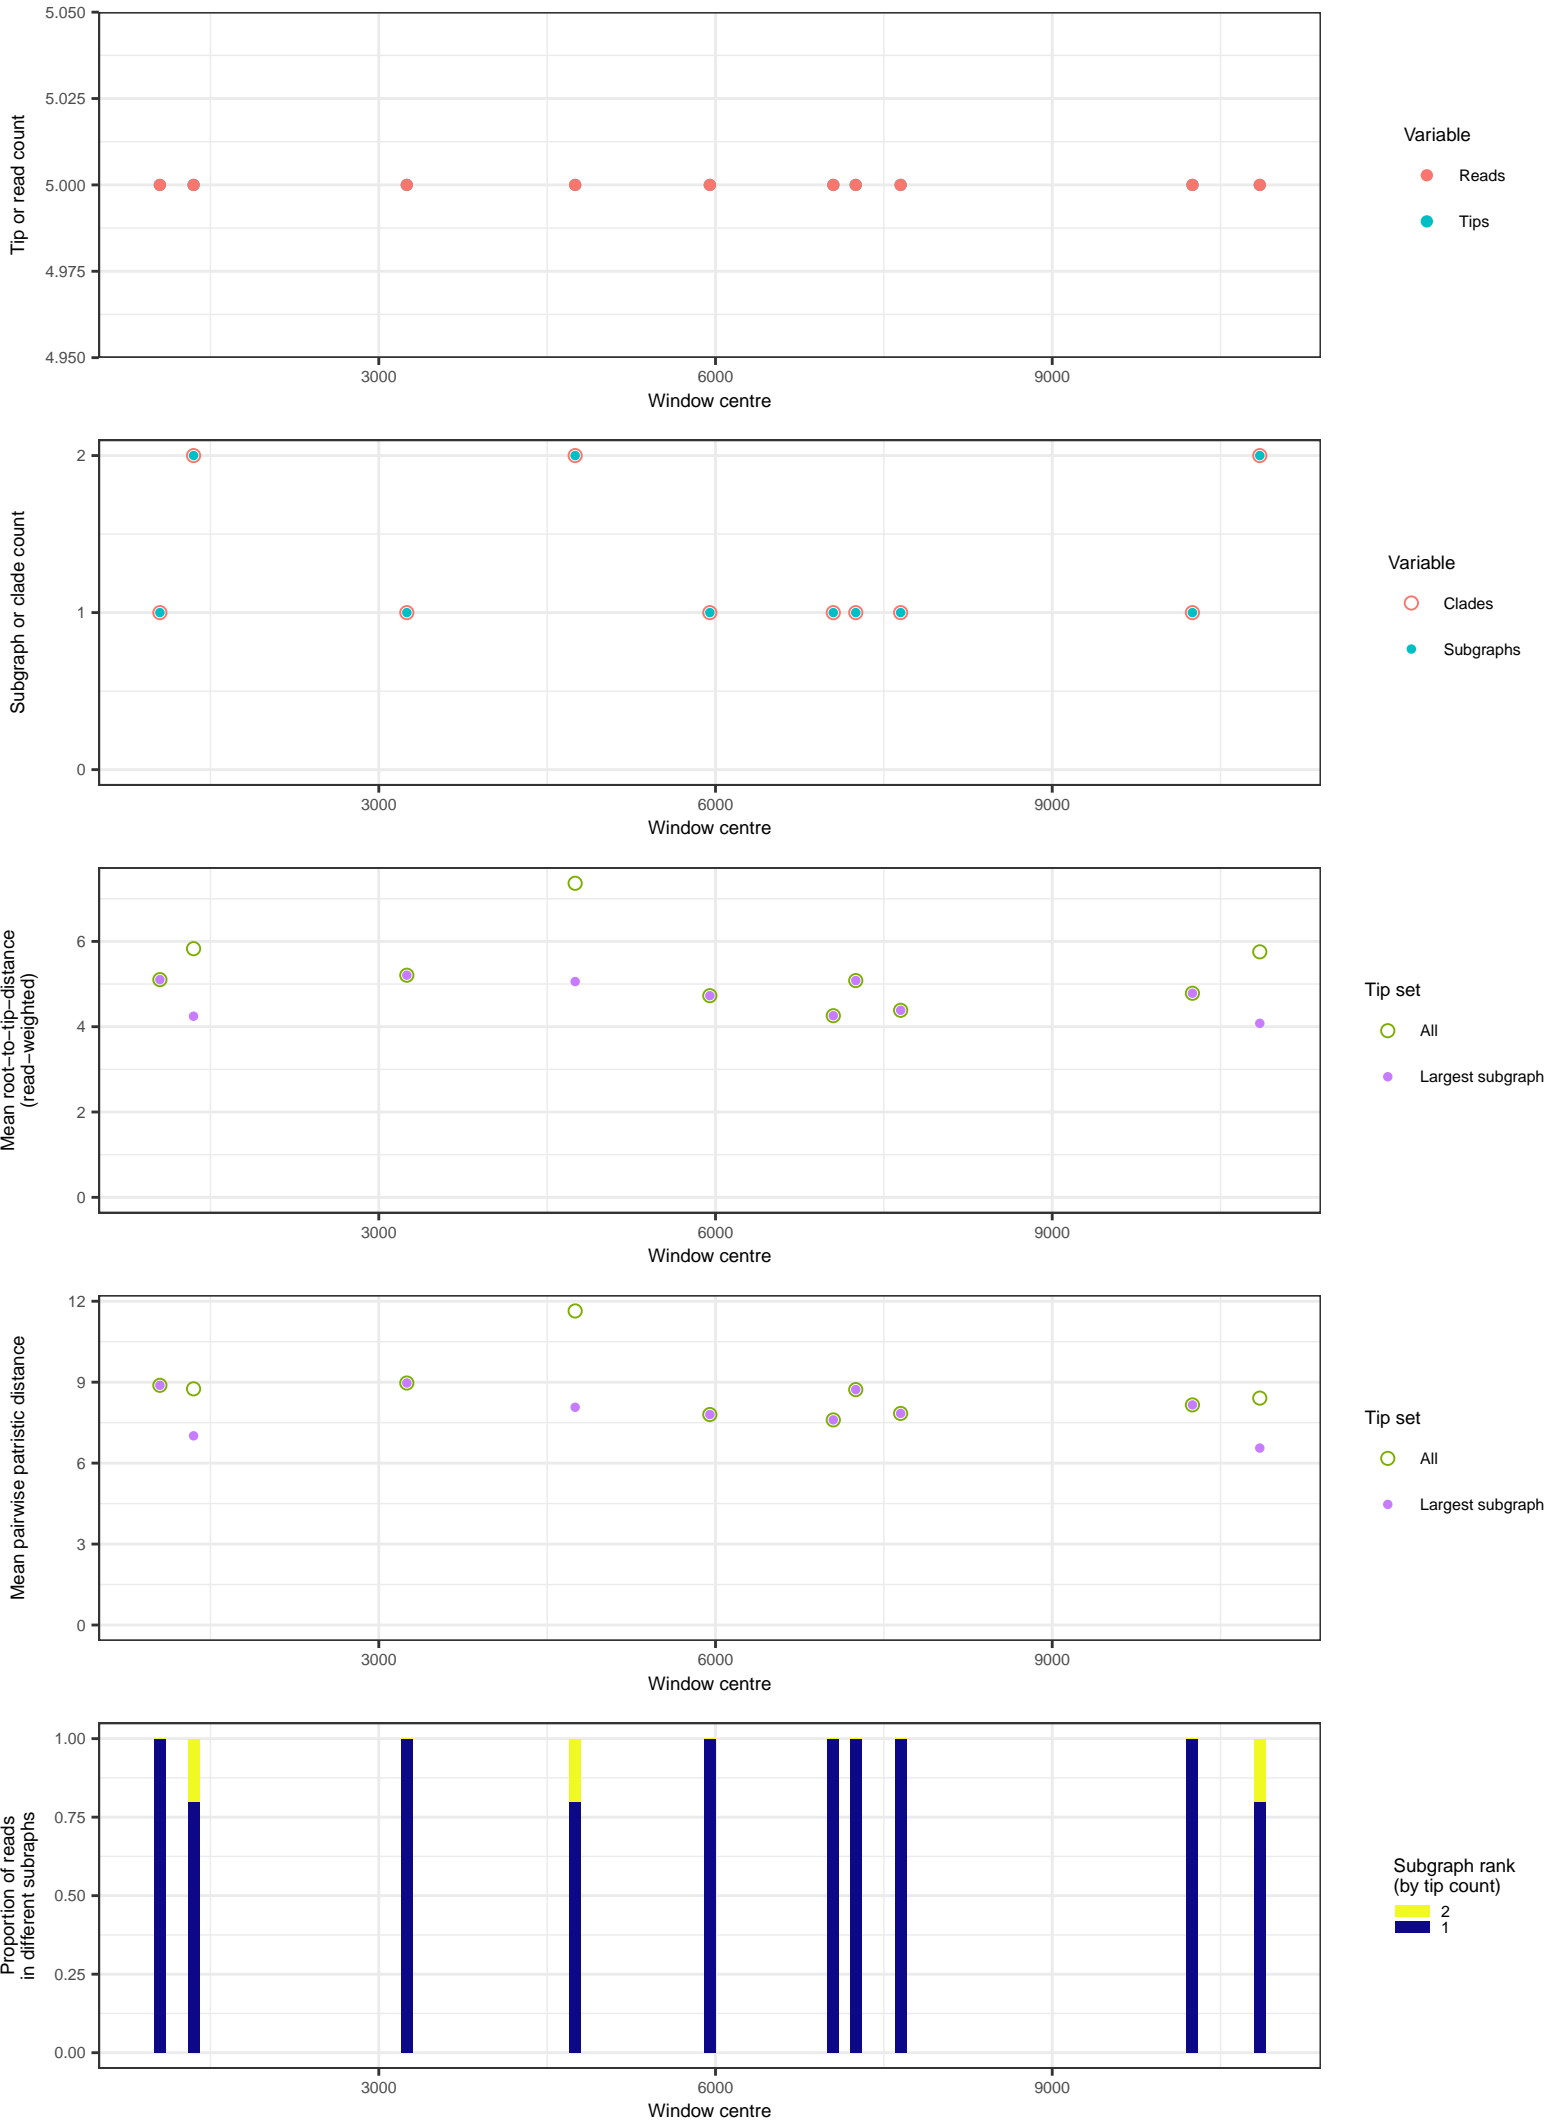 5.050
5.025
5.000
4.975
4.950
Tip or read count
3000 6000 9000
Window centre
Variable
Reads
Tips
2
1
0
Subgraph or clade count
3000 6000 9000
Window centre
Variable
Clades
Subgraphs
6
4
2
0
Mean root−to−tip−distance
(read−weighted)
3000 6000 9000
Window centre
Tip set
All
Largest subgraph
12
9
6
3
0
Mean pairwise patristic distance
3000 6000 9000
Window centre
Tip set
All
Largest subgraph
1.00
0.75
0.50
0.25
0.00
Proportion of reads
in different subraphs
3000 6000 9000
Window centre
Subgraph rank
(by tip count)
2
1